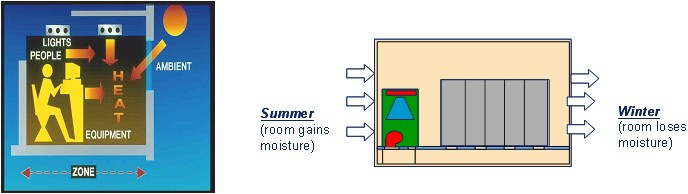 LIGHTS
PEOPLE
HEAT
AMBIENT
EQUIPMENT
ZONE
Summer
(room gains
moisture)
Winter
(room loses
moisture)